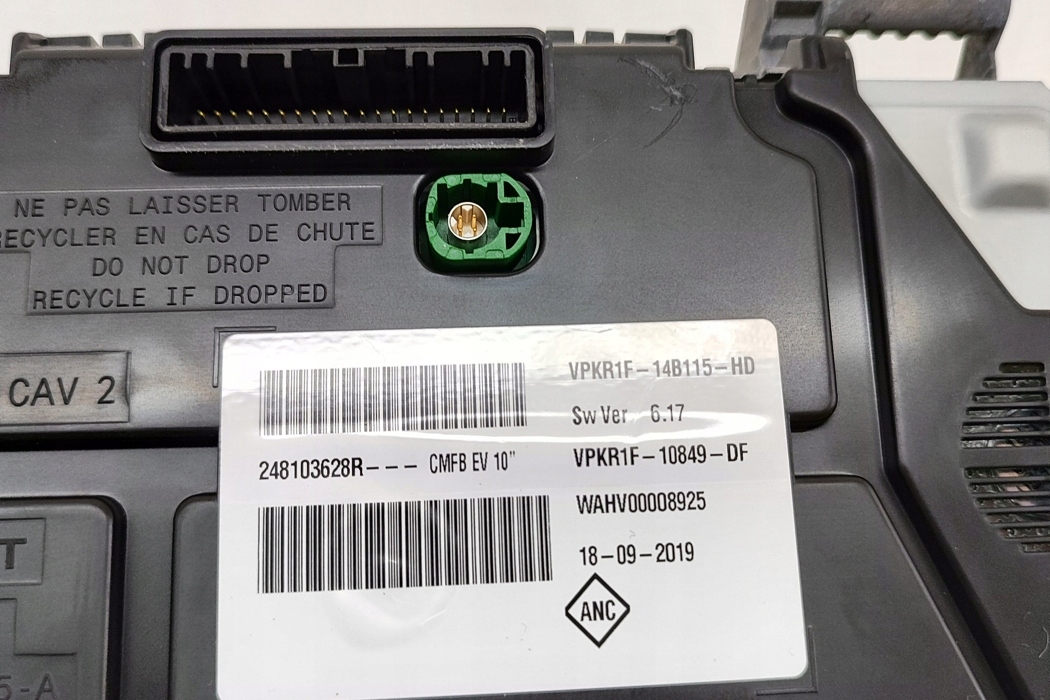 NE PAS LAISSER TOMBER
RECYCLER EN CAS DE CHUTE
DO NOT DROP
RECYCLE IF DROPPED
CAV 2
VPKR1F-14B115-HD
Sw Ver 6.17
248103628R--- CMFB EV 10"
VPKR1F-10849-DF
WAHV00008925
18-09-2019
ANC
T
5-A